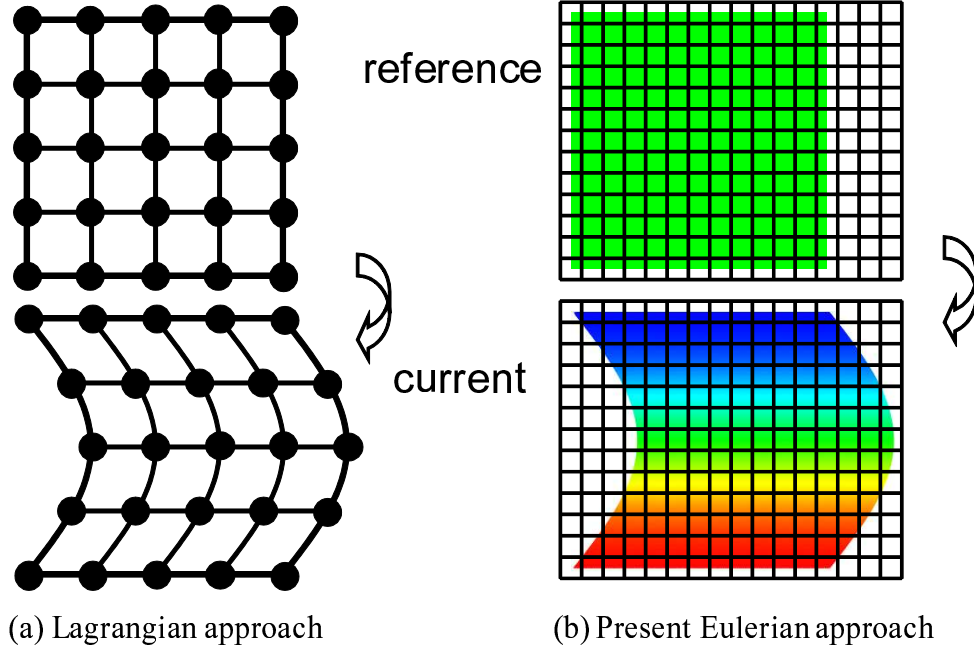 reference
current
(a) Lagrangian approach
(b) Present Eulerian approach